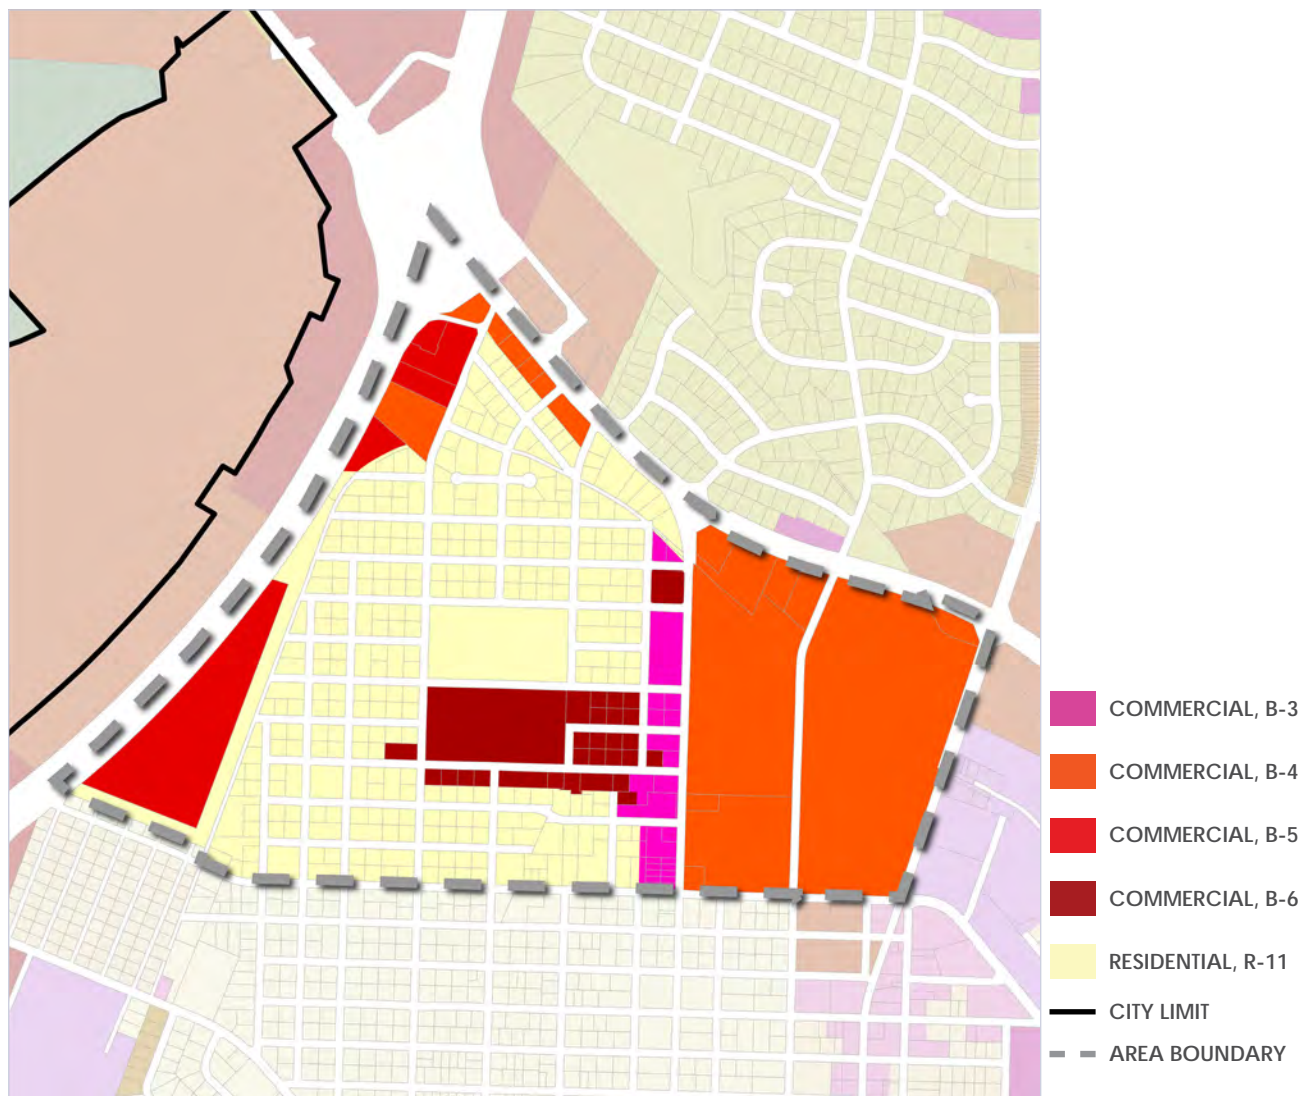 COMMERCIAL, B-3
COMMERCIAL, B-4
COMMERCIAL, B-5
COMMERCIAL, B-6
RESIDENTIAL, R-11
CITY LIMIT
AREA BOUNDARY